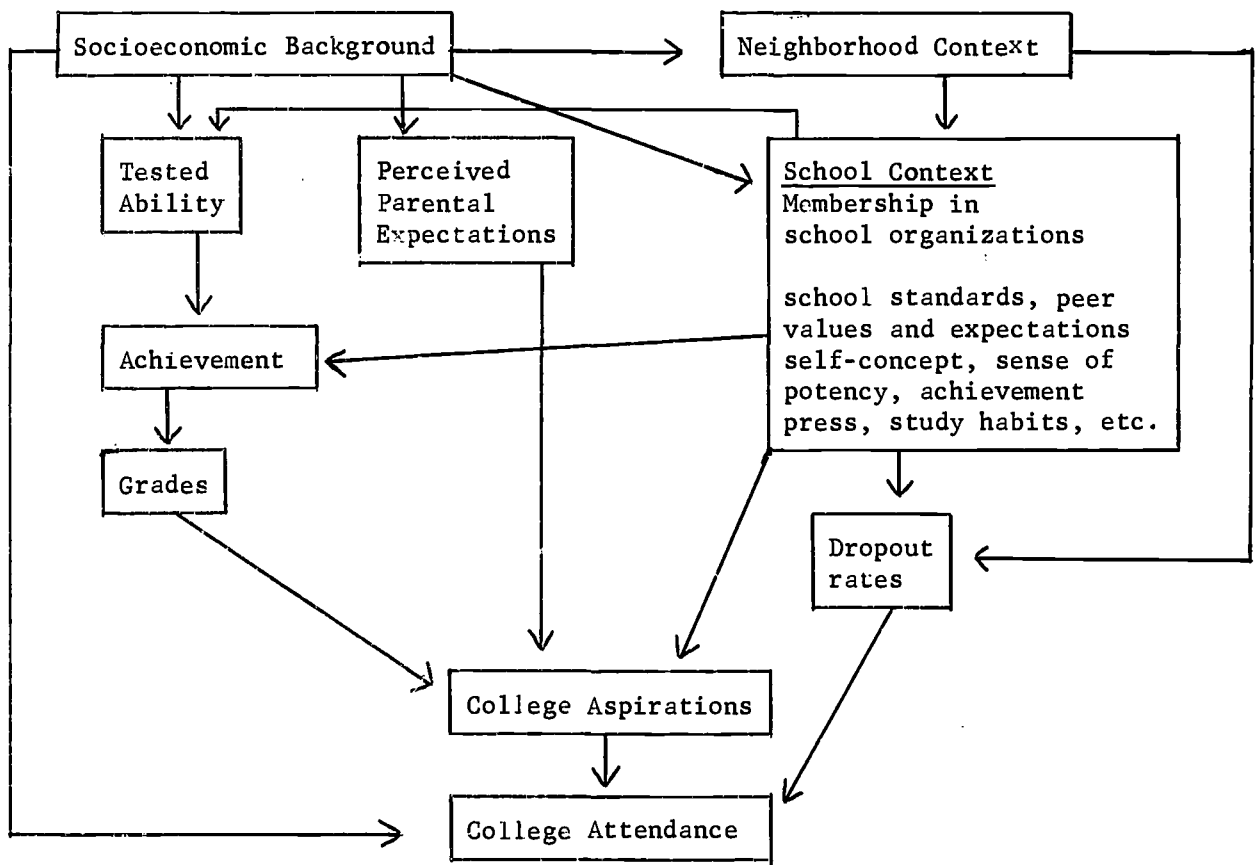 Socioeconomic Background
Neighborhood Context
Tested
Ability
Perceived
Parental
Expectations
School Context
Membership in
school organizations
school standards, peer
values and expectations
self-concept, sense of
potency, achievement
press, study habits, etc.
Achievement
Grades
Dropout
rates
College Aspirations
College Attendance